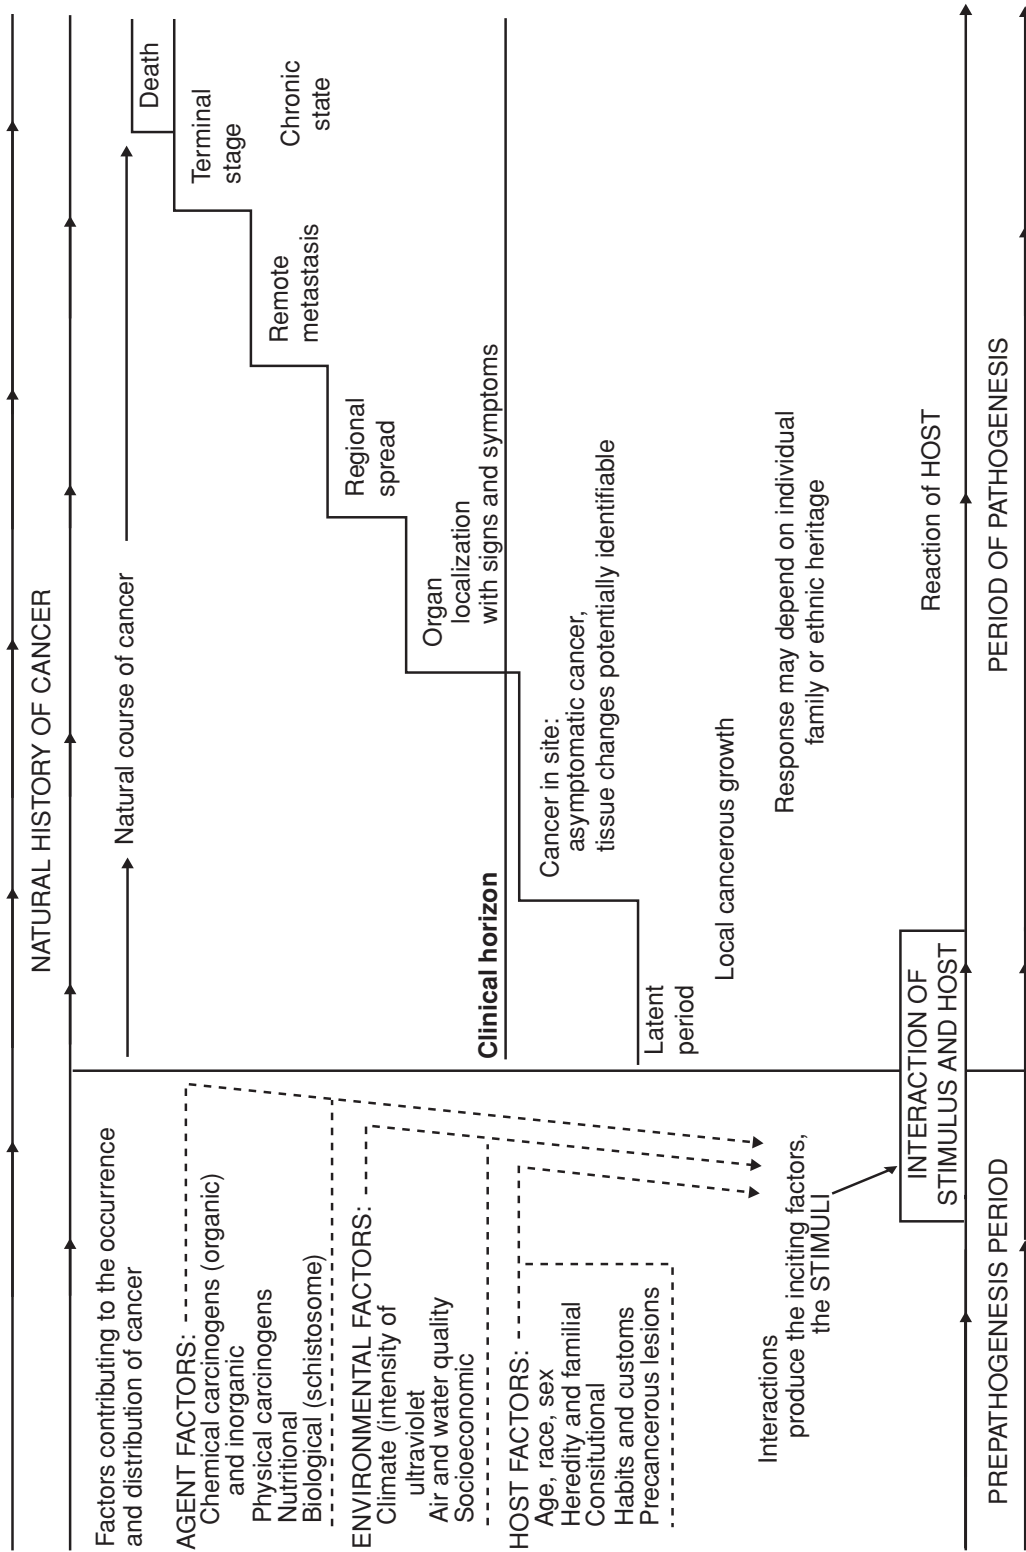 NATURAL HISTORY OF CANCER
Factors contributing to the occurrence
and distribution of cancer
AGENT FACTORS:
Chemical carcinogens (organic)
and inorganic
Physical carcinogens
Nutritional
Biological (schistosome)
ENVIRONMENTAL FACTORS:
Climate (intensity of
ultraviolet
Air and water quality
Socioeconomic
HOST FACTORS:
Age, race, sex
Heredity and familial
Consitutional
Habits and customs
Precancerous lesions
Interactions
produce the inciting factors,
the STIMULI
INTERACTION OF
STIMULUS AND HOST
PREPATHOGENESIS PERIOD
Natural course of cancer
Death
Terminal
stage
Chronic
state
Remote
metastasis
Regional
spread
Organ
localization
with signs and symptoms
Clinical horizon
Cancer in site:
asymptomatic cancer,
tissue changes potentially identifiable
Latent
period
Local cancerous growth
Response may depend on individual
family or ethnic heritage
Reaction of HOST
PERIOD OF PATHOGENESIS